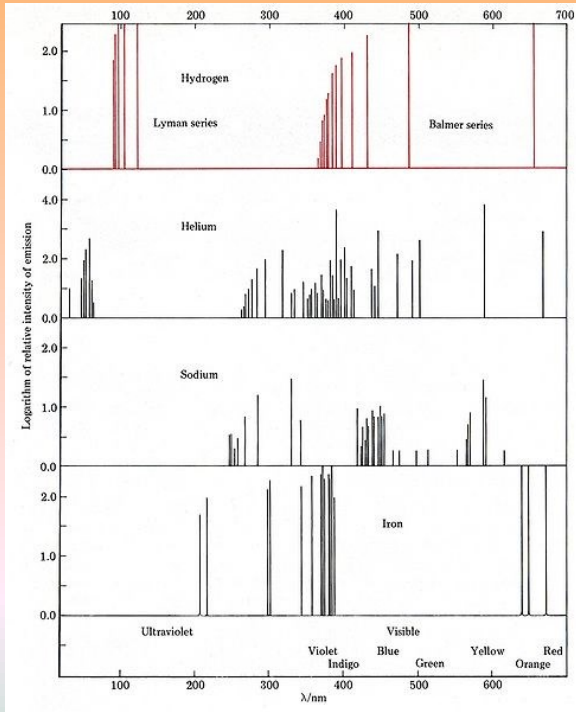 100 200 300 400 500 600 700
2.0
Hydrogen
1.0
Lyman series
Balmer series
0.0
4.0
Helium
2.0
0.0
2.0
Sodium
1.0
0.0
2.0
Iron
1.0
0.0
Logarithm of relative intensity of emission
Ultraviolet Visible
Violet Blue Yellow Red
Indigo Green Orange
100 200 300 400 500 600
λ/nm